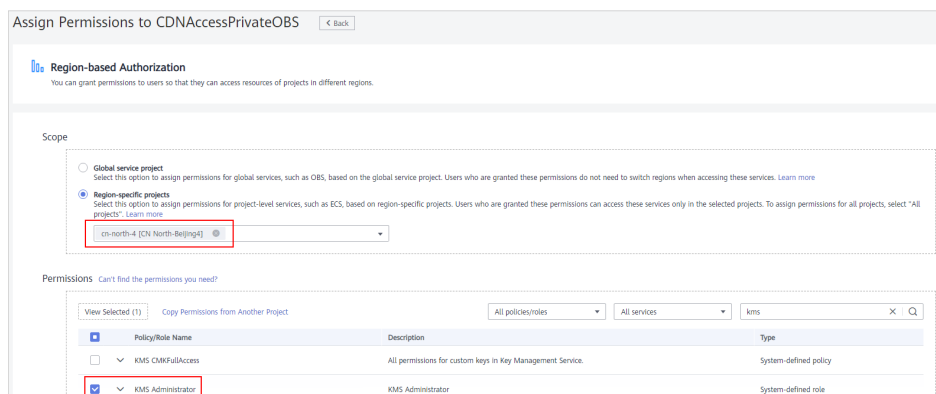 Assign Permissions to CDNAccessPrivateOBS
< Back
Region-based Authorization
You can grant permissions to users so that they can access resources of projects in different regions.
Scope
Global service project
Select this option to assign permissions for global services, such as OBS, based on the global service project. Users who are granted these permissions do not need to switch regions when accessing these services. Learn more
Region-specific projects
Select this option to assign permissions for project-level services, such as ECS, based on region-specific projects. Users who are granted these permissions can access these services only in the selected projects. To assign permissions for all projects, select "All
projects". Learn more
cn-north-4 [CN North-Beijing4]
Permissions Can't find the permissions you need?
View Selected (1) Copy Permissions from Another Project All policies/roles All services kms
Policy/Role Name Description Type
KMS CMKFullAccess All permissions for custom keys in Key Management Service. System-defined policy
KMS Administrator KMS Administrator System-defined role